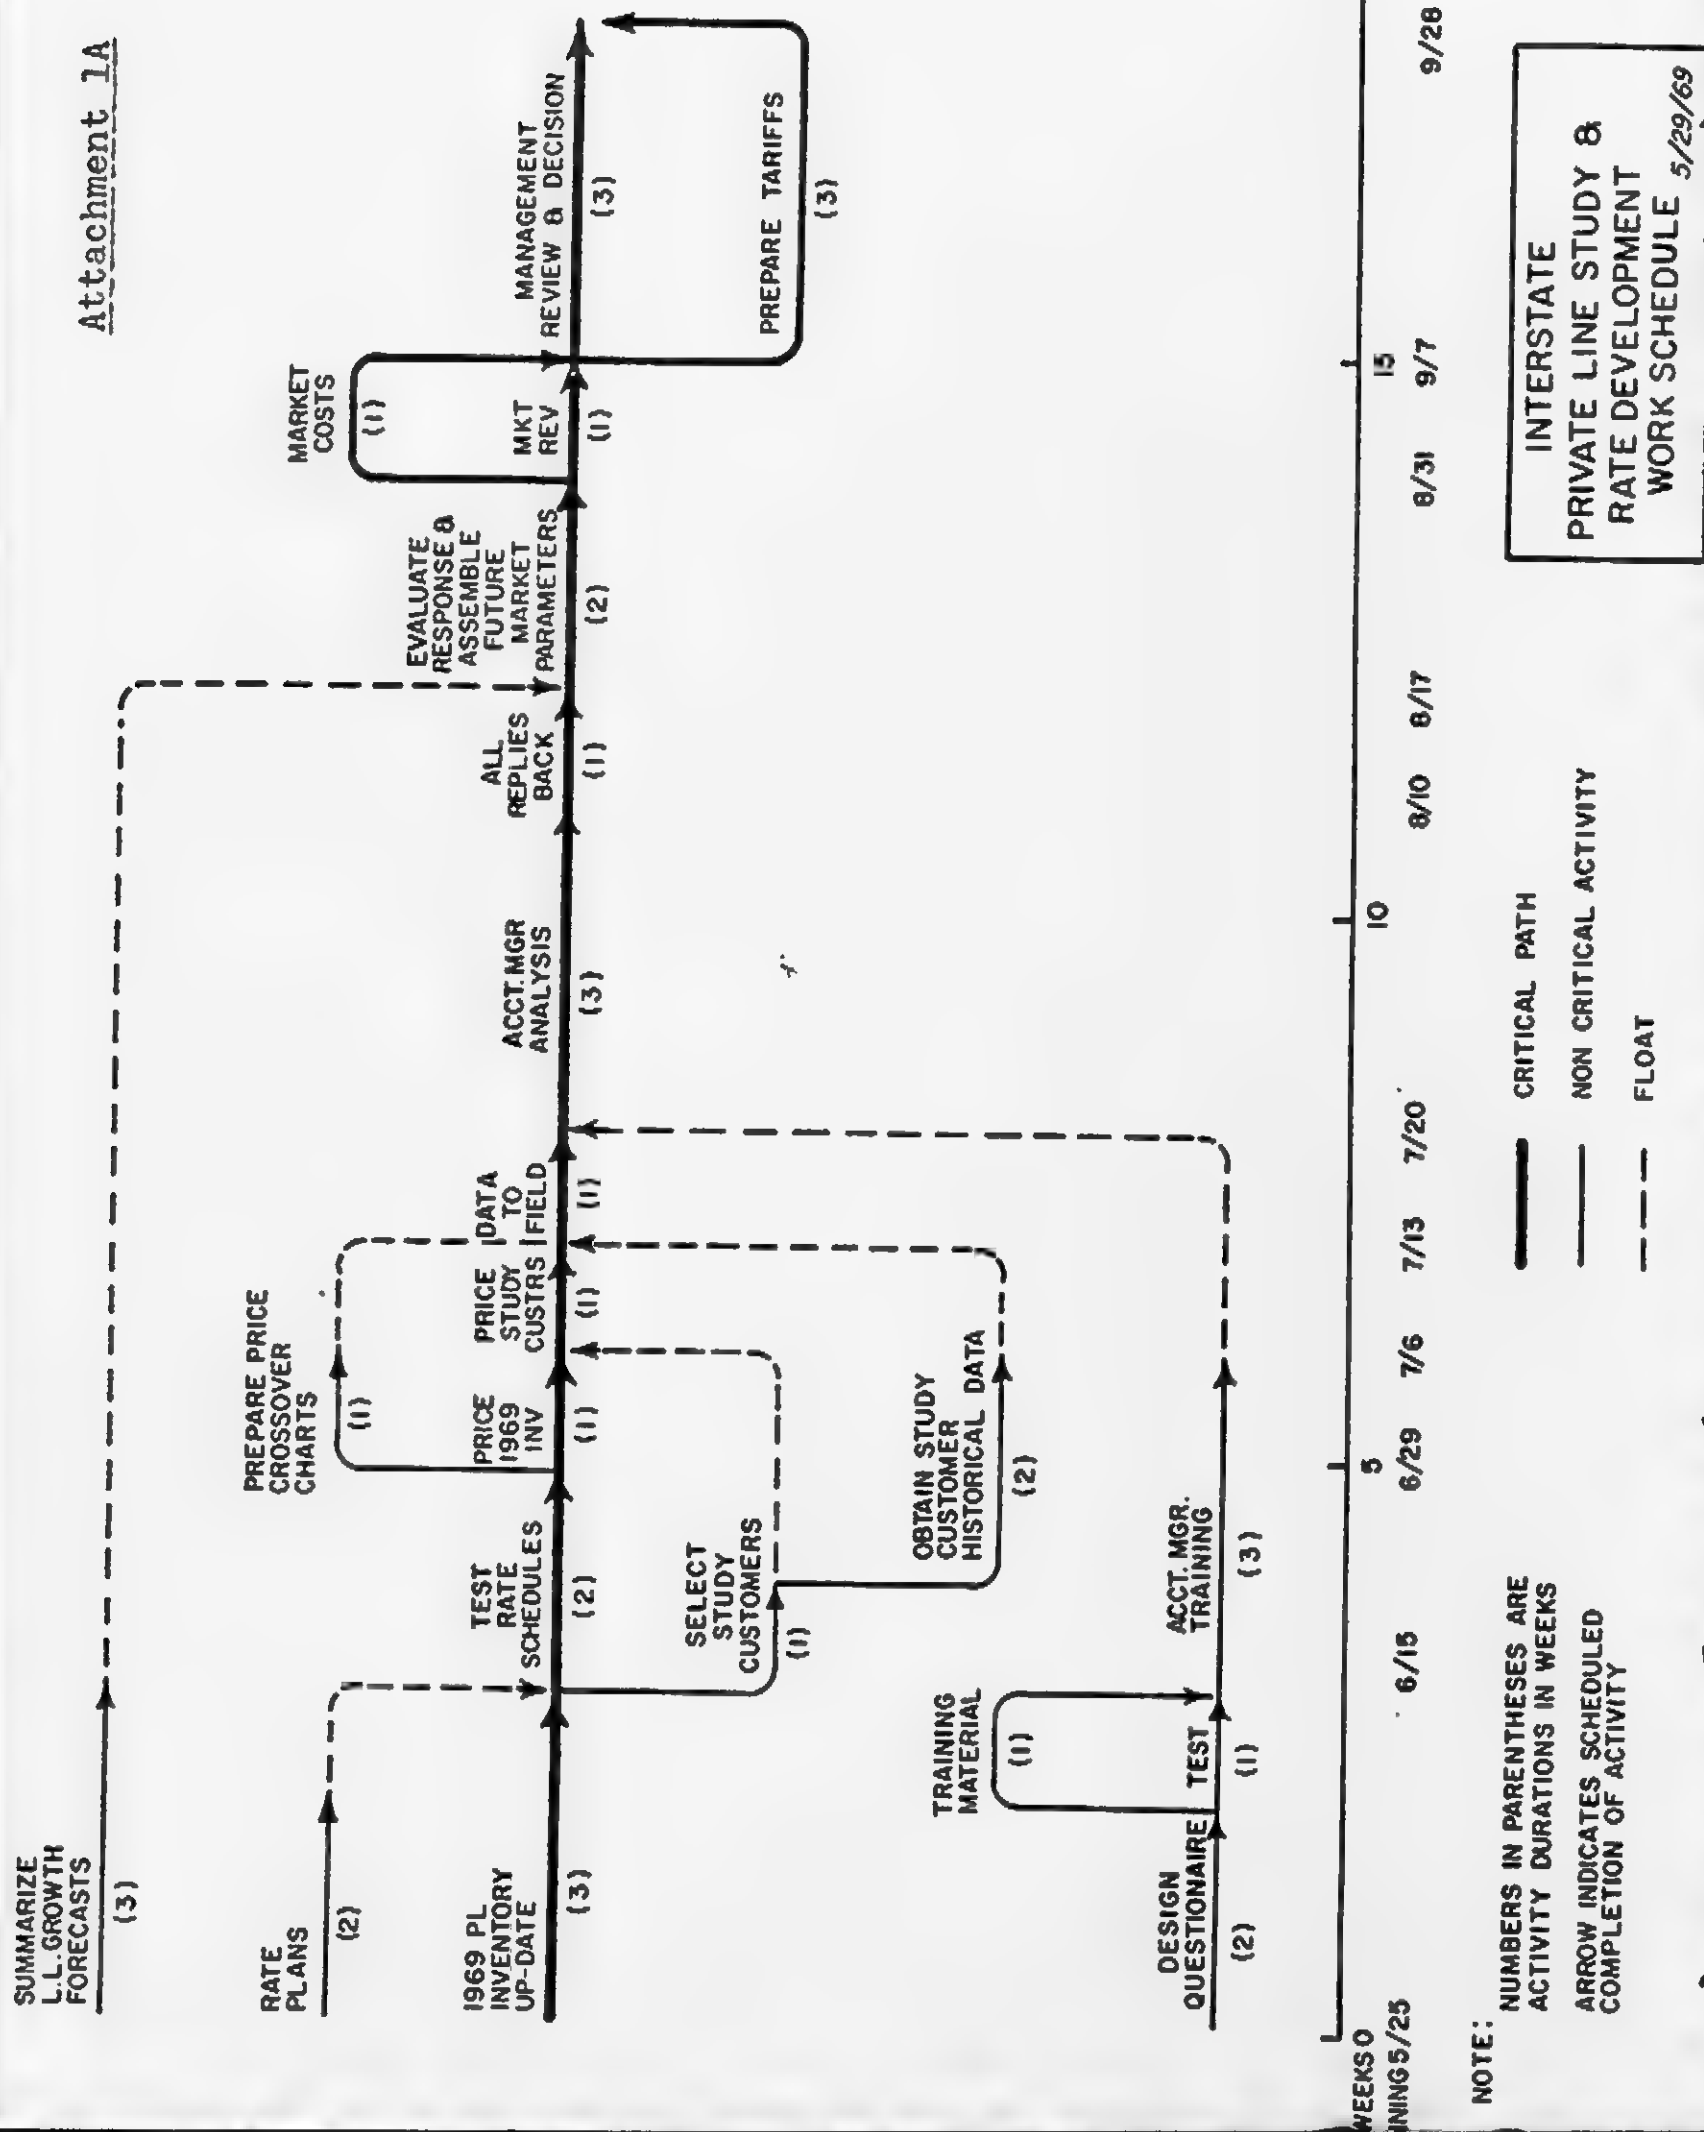 Attachment 1A
SUMMARIZE
L.L. GROWTH
FORECASTS
(3)
RATE
PLANS
(2)
PREPARE PRICE
CROSSOVER
CHARTS
(1)
MARKET
COSTS
(1)
1969 PL
INVENTORY
UP-DATE
(3)
TEST
RATE
SCHEDULES
(2)
PRICE
1969
INV
(1)
PRICE
STUDY
CUSTRS
(1)
DATA
TO
FIELD
(1)
ACCT.MGR
ANALYSIS
(3)
ALL
REPLIES
BACK
(1)
EVALUATE
RESPONSE &
ASSEMBLE
FUTURE
MARKET
PARAMETERS
(2)
MKT
REV
(1)
MANAGEMENT
REVIEW & DECISION
(3)
SELECT
STUDY
CUSTOMERS
(1)
PREPARE TARIFFS
(3)
OBTAIN STUDY
CUSTOMER
HISTORICAL DATA
(2)
TRAINING
MATERIAL
(1)
DESIGN
QUESTIONAIRE
(2)
TEST
(1)
ACCT. MGR.
TRAINING
(3)
WEEKS 0 5 10 15
NING 5/25 6/15 6/29 7/6 7/13 7/20 8/10 8/17 8/31 9/7 9/28
NOTE:
NUMBERS IN PARENTHESES ARE
ACTIVITY DURATIONS IN WEEKS
ARROW INDICATES SCHEDULED
COMPLETION OF ACTIVITY
CRITICAL PATH
NON CRITICAL ACTIVITY
FLOAT
INTERSTATE
PRIVATE LINE STUDY &
RATE DEVELOPMENT
WORK SCHEDULE
5/29/69